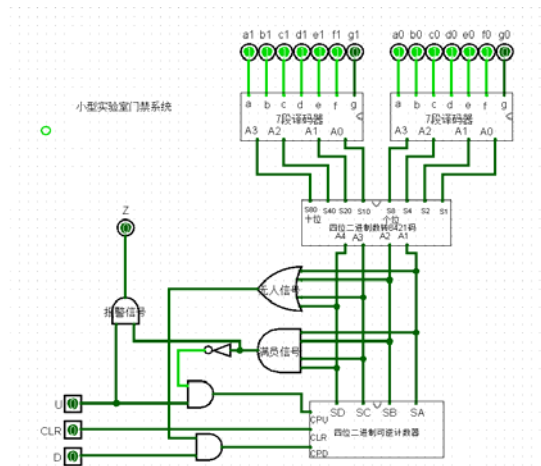 a1 b1 c1 d1 e1 f1 g1 a0 b0 c0 d0 e0 f0 g0
a b c d e f g a b c d e f g
小型实验室门禁系统 7段译码器 7段译码器
A3 A2 A1 A0 A3 A2 A1 A0
S80 S40 S20 S10 S8 S4 S2 S1
十位 个位
四位二进制数转8421码
A4 A3 A2 A1
Z
无人信号
报警信号
满员信号
U
SD SC SB SA
CPU
CLR 四位二进制可逆计数器
CLR
D
CPD